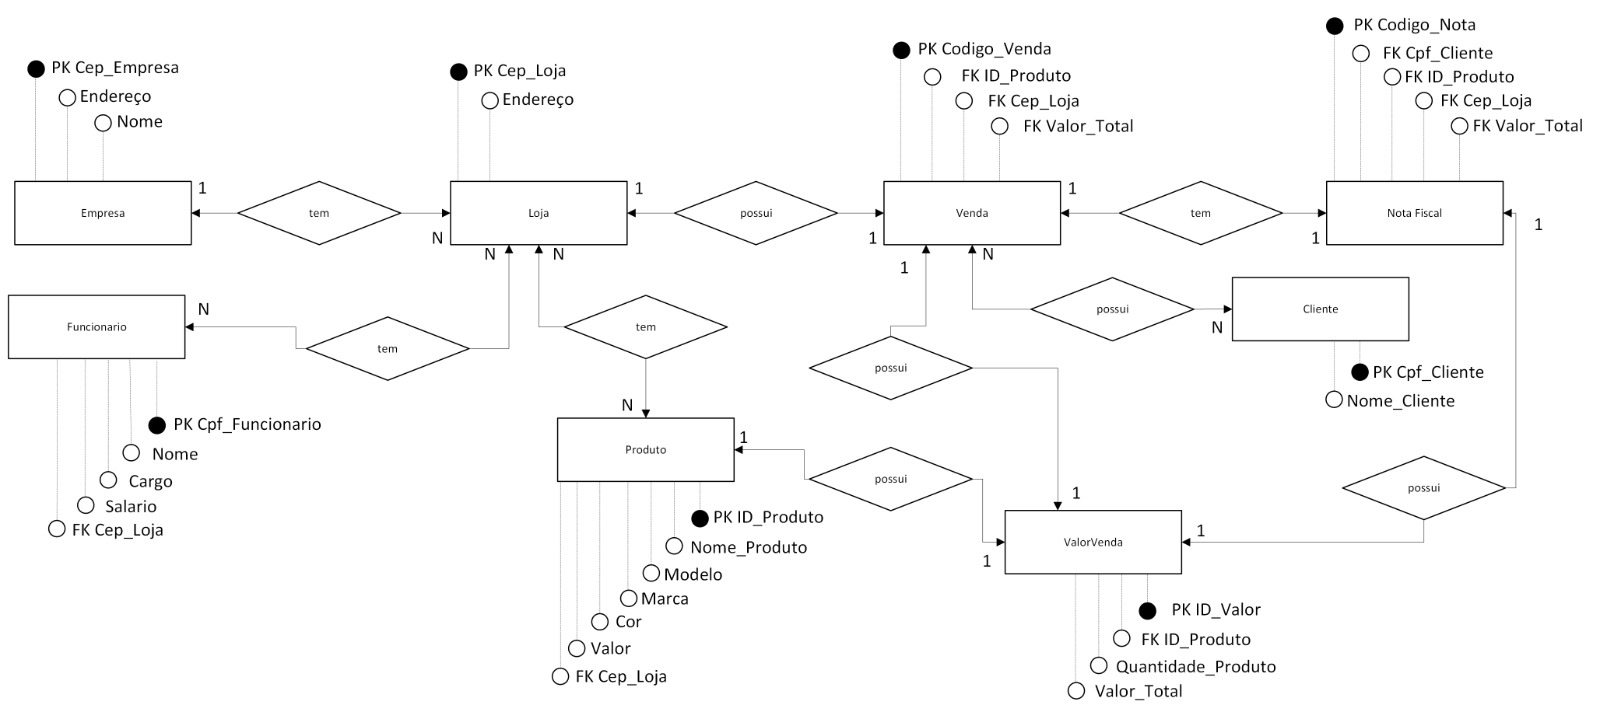 PK Cep_Empresa
Endereço
Nome
PK Cep_Loja
Endereço
PK Codigo_Venda
FK ID_Produto
FK Cep_Loja
FK Valor_Total
PK Codigo_Nota
FK Cpf_Cliente
FK ID_Produto
FK Cep_Loja
FK Valor_Total
Empresa
1
tem
N
Loja
1
possui
1
Venda
1
tem
1
Nota Fiscal
1
N
N
1
N
Funcionario
N
tem
tem
N
possui
possui
N
Cliente
PK Cpf_Cliente
Nome_Cliente
PK Cpf_Funcionario
Nome
Cargo
Salario
FK Cep_Loja
Produto
1
possui
1
1
ValorVenda
1
possui
PK ID_Produto
Nome_Produto
Modelo
Marca
Cor
Valor
FK Cep_Loja
PK ID_Valor
FK ID_Produto
Quantidade_Produto
Valor_Total